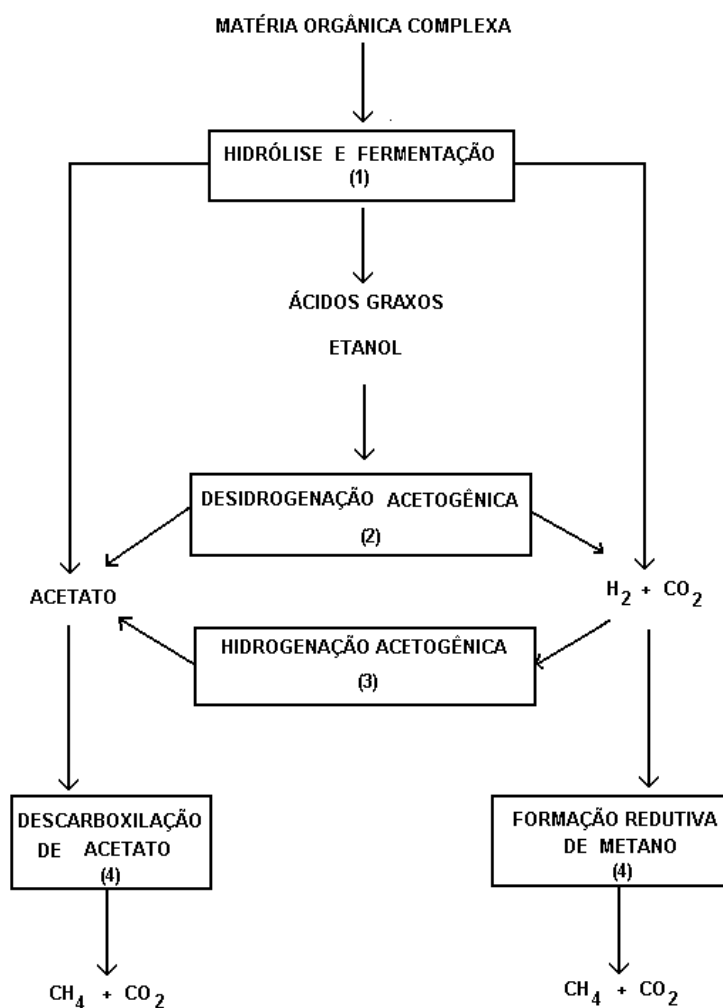 MATÉRIA ORGÂNICA COMPLEXA
HIDRÓLISE E FERMENTAÇÃO
(1)
ÁCIDOS GRAXOS
ETANOL
DESIDROGENAÇÃO ACETOGÊNICA
(2)
ACETATO
H2 + CO2
HIDROGENAÇÃO ACETOGÊNICA
(3)
DESCARBOXILAÇÃO
DE ACETATO
(4)
FORMAÇÃO REDUTIVA
DE METANO
(4)
CH4 + CO2
CH4 + CO2